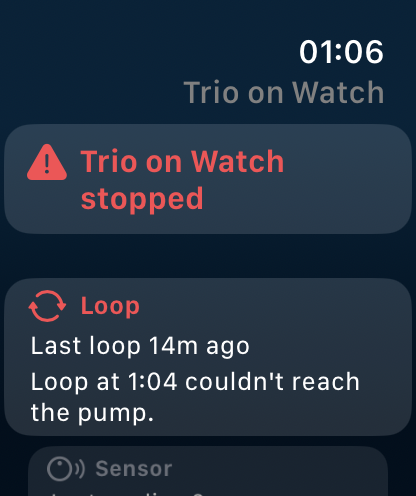 01:06
Trio on Watch
Trio on Watch
stopped
Loop
Last loop 14m ago
Loop at 1:04 couldn't reach
the pump.
Sensor